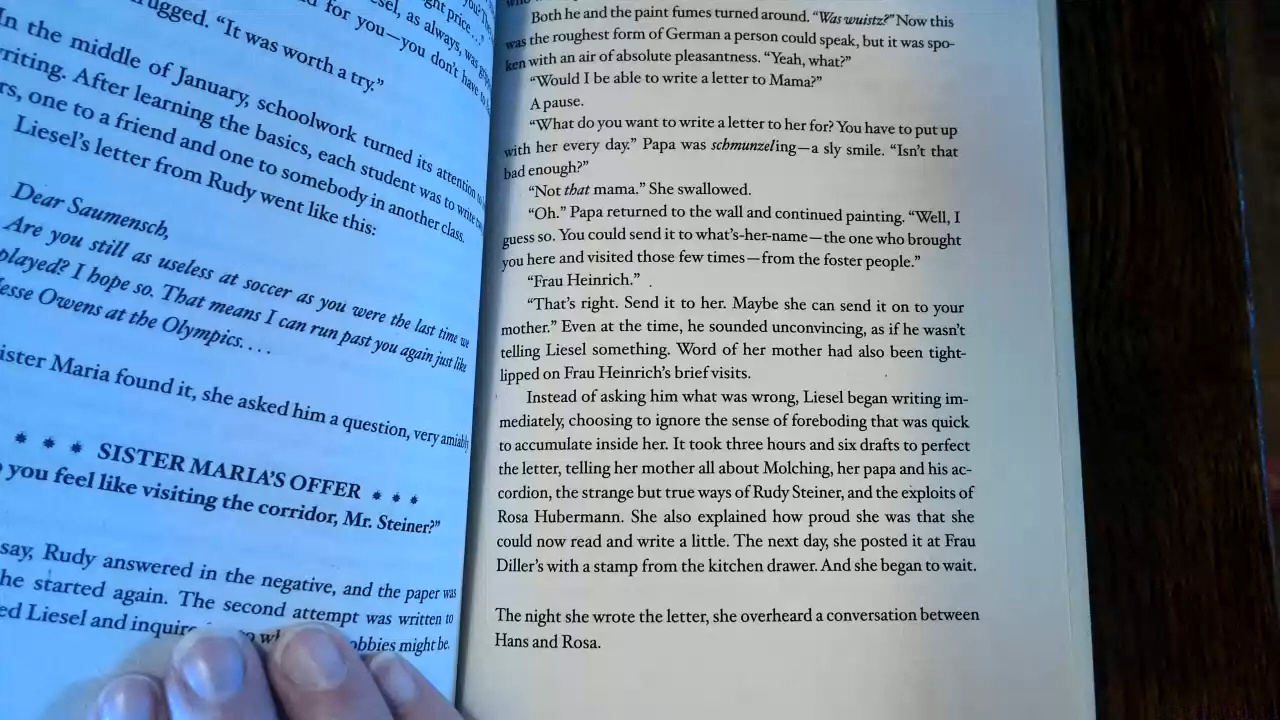 ight price . . ."
for you—you don't have to
sel, as always, was
ugged. "It was worth a try."
In the middle of January, schoolwork turned its attention to
riting. After learning the basics, each student was to write
rs, one to a friend and one to somebody in another class.
Liesel's letter from Rudy went like this:
Dear Saumensch,
Are you still as useless at soccer as you were the last time we
played? I hope so. That means I can run past you again just like
Jesse Owens at the Olympics. . . .
ister Maria found it, she asked him a question, very amiably
* * * SISTER MARIA'S OFFER * * *
you feel like visiting the corridor, Mr. Steiner?"
say, Rudy answered in the negative, and the paper was
he started again. The second attempt was written to
ed Liesel and inquire obbies might be.
Both he and the paint fumes turned around. "Was wuistz?" Now this
was the roughest form of German a person could speak, but it was spo-
ken with an air of absolute pleasantness. "Yeah, what?"
"Would I be able to write a letter to Mama?"
A pause.
"What do you want to write a letter to her for? You have to put up
with her every day." Papa was schmunzeling—a sly smile. "Isn't that
bad enough?"
"Not that mama." She swallowed.
"Oh." Papa returned to the wall and continued painting. "Well, I
guess so. You could send it to what's-her-name—the one who brought
you here and visited those few times—from the foster people."
"Frau Heinrich."
"That's right. Send it to her. Maybe she can send it on to your
mother." Even at the time, he sounded unconvincing, as if he wasn't
telling Liesel something. Word of her mother had also been tight-
lipped on Frau Heinrich's brief visits.
Instead of asking him what was wrong, Liesel began writing im-
mediately, choosing to ignore the sense of foreboding that was quick
to accumulate inside her. It took three hours and six drafts to perfect
the letter, telling her mother all about Molching, her papa and his ac-
cordion, the strange but true ways of Rudy Steiner, and the exploits of
Rosa Hubermann. She also explained how proud she was that she
could now read and write a little. The next day, she posted it at Frau
Diller's with a stamp from the kitchen drawer. And she began to wait.
The night she wrote the letter, she overheard a conversation between
Hans and Rosa.